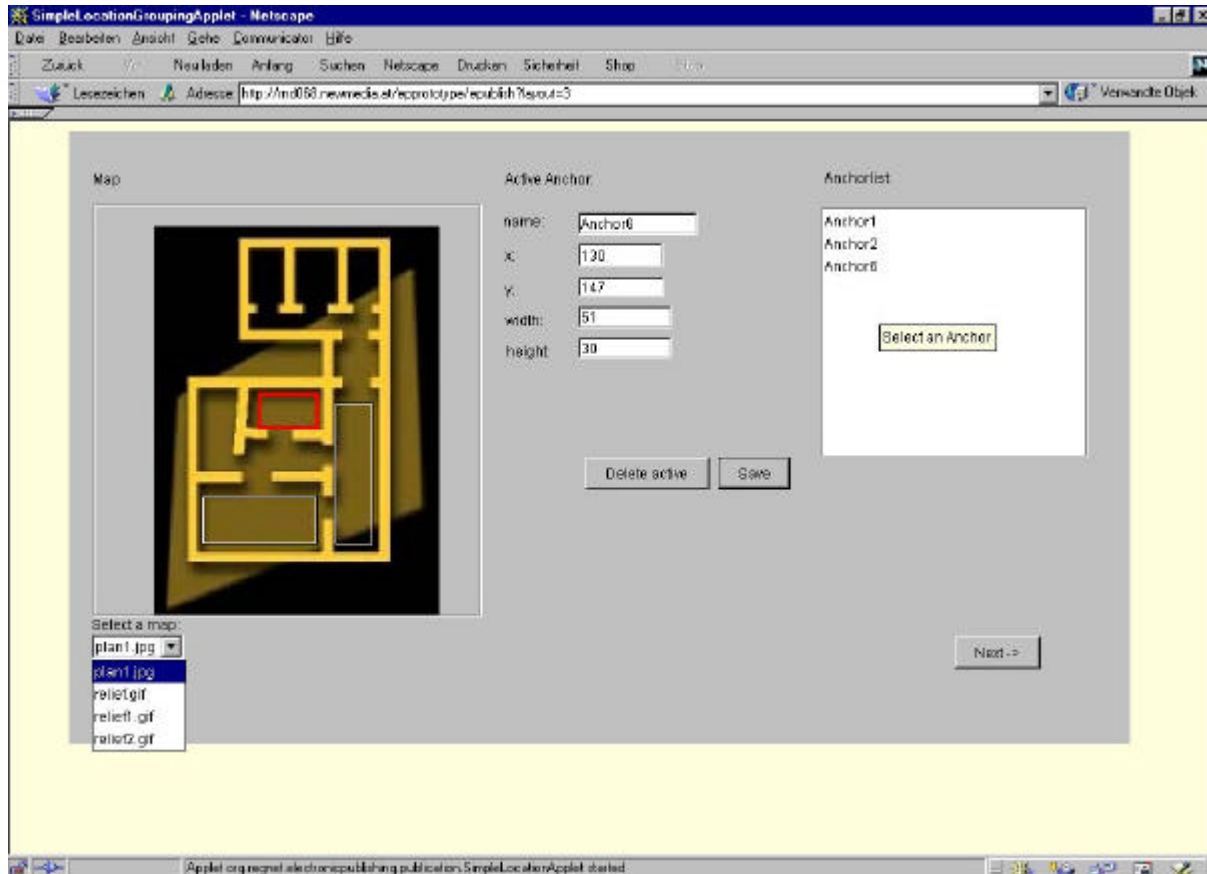 SimpleLocationGroupingApplet - Netscape
Datei Bearbeiten Ansicht Gehe Communicator Hilfe
Zurück Neu laden Anfang Suchen Netscape Drucken Sicherheit Shop
Lesezeichen Adresse http://md068.newmedia.at/epprototype/epublish?layout=3 Verwandte Objek
Map
Active Anchor:
Anchorlist
name: Anchor6
x: 130
y: 147
width: 51
height: 30
Anchor1
Anchor2
Anchor6
Select an Anchor
Delete active Save
Select a map:
plan1.jpg
plan1.jpg
relief.gif
relief1.gif
relief2.gif
Next ->
Applet org.regnet.electronicpublishing.publication.SimpleLocationApplet started